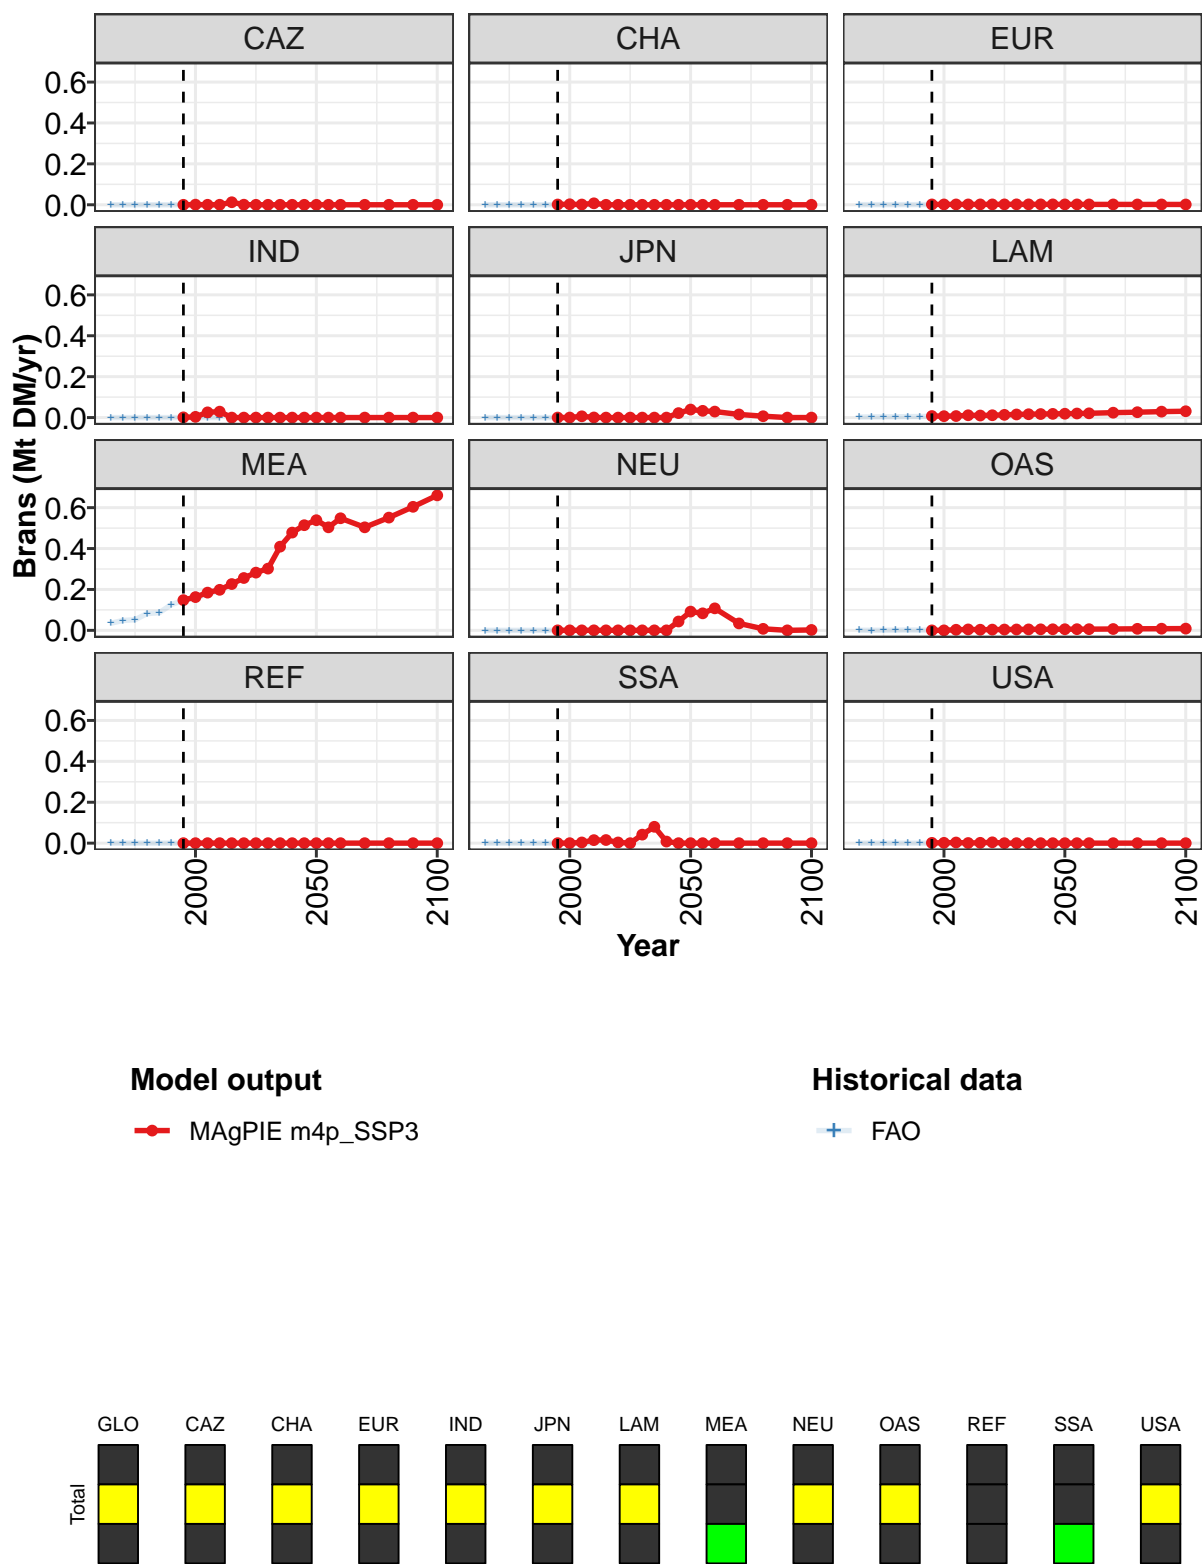 CAZ CHA EUR
0.6
0.4
0.2
0.0
IND JPN LAM
0.6
0.4
0.2
0.0
MEA NEU OAS
0.6
0.4
0.2
0.0
REF SSA USA
0.6
0.4
0.2
0.0
Brans (Mt DM/yr)
2000 2050 2100 2000 2050 2100 2000 2050 2100
Year
Model output
MAgPIE m4p_SSP3
Historical data
FAO
GLO CAZ CHA EUR IND JPN LAM MEA NEU OAS REF SSA USA
Total